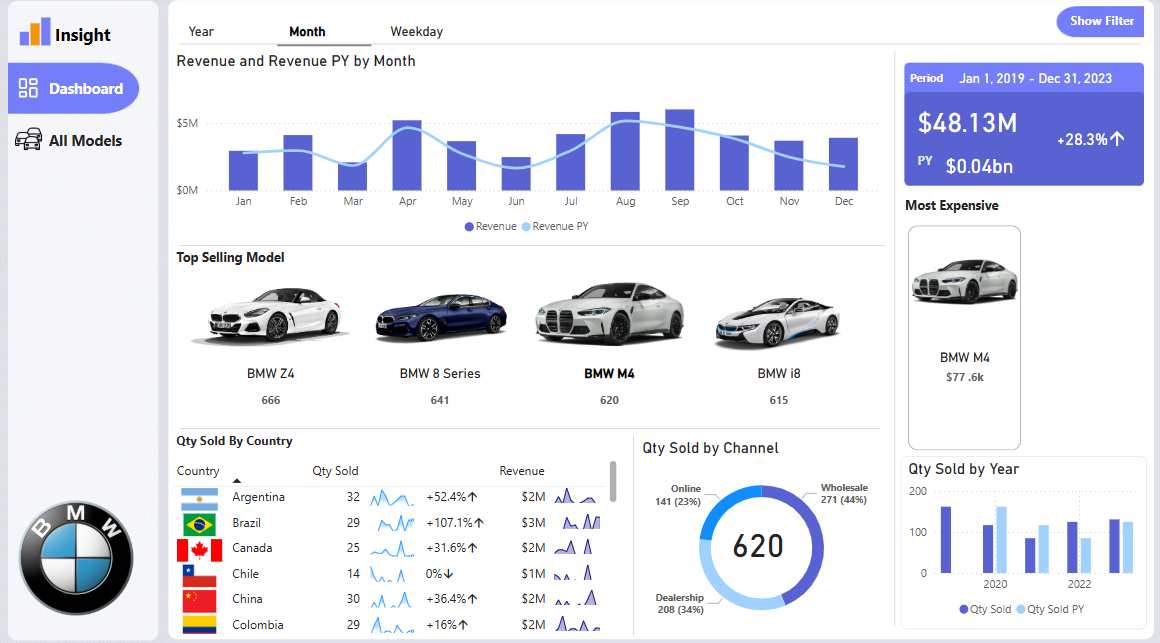 Insight
Dashboard
All Models
B M W
Year Month Weekday
Show Filter
Revenue and Revenue PY by Month
$5M
$0M
Jan Feb Mar Apr May Jun Jul Aug Sep Oct Nov Dec
Revenue Revenue PY
Period Jan 1, 2019 - Dec 31, 2023
$48.13M
+28.3%↑
PY $0.04bn
Most Expensive
BMW M4
$77 .6k
Top Selling Model
BMW Z4 BMW 8 Series BMW M4 BMW i8
666 641 620 615
Qty Sold By Country
Country Qty Sold Revenue
Argentina 32 +52.4%↑ $2M
Brazil 29 +107.1%↑ $3M
Canada 25 +31.6%↑ $2M
Chile 14 0%↓ $1M
China 30 +36.4%↑ $2M
Colombia 29 +16%↑ $2M
Qty Sold by Channel
Online
141 (23%)
Wholesale
271 (44%)
620
Dealership
208 (34%)
Qty Sold by Year
200
100
0
2020 2022
Qty Sold Qty Sold PY